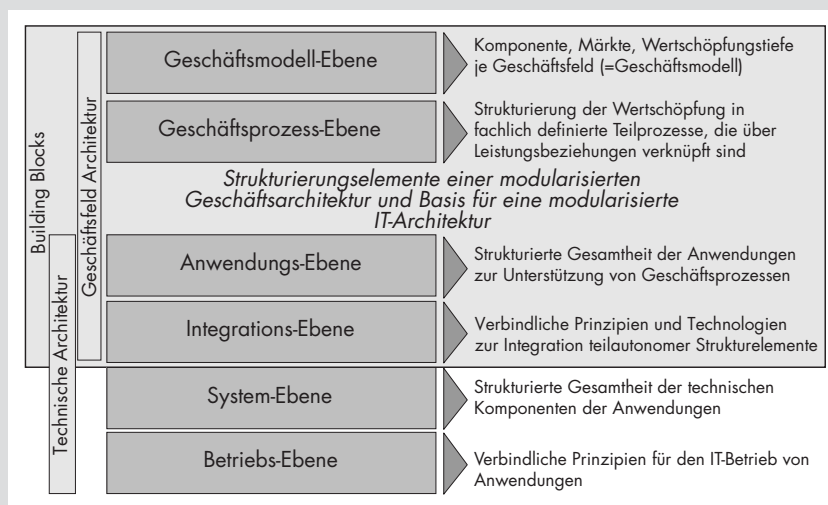 Building Blocks
Geschäftsfeld Architektur
Technische Architektur
Geschäftsmodell-Ebene
Komponente, Märkte, Wertschöpfungstiefe
je Geschäftsfeld (=Geschäftsmodell)
Geschäftsprozess-Ebene
Strukturierung der Wertschöpfung in
fachlich definierte Teilprozesse, die über
Leistungsbeziehungen verknüpft sind
Strukturierungselemente einer modularisierten
Geschäftsarchitektur und Basis für eine modularisierte
IT-Architektur
Anwendungs-Ebene
Strukturierte Gesamtheit der Anwendungen
zur Unterstützung von Geschäftsprozessen
Integrations-Ebene
Verbindliche Prinzipien und Technologien
zur Integration teilautonomer Strukturelemente
System-Ebene
Strukturierte Gesamtheit der technischen
Komponenten der Anwendungen
Betriebs-Ebene
Verbindliche Prinzipien für den IT-Betrieb von
Anwendungen